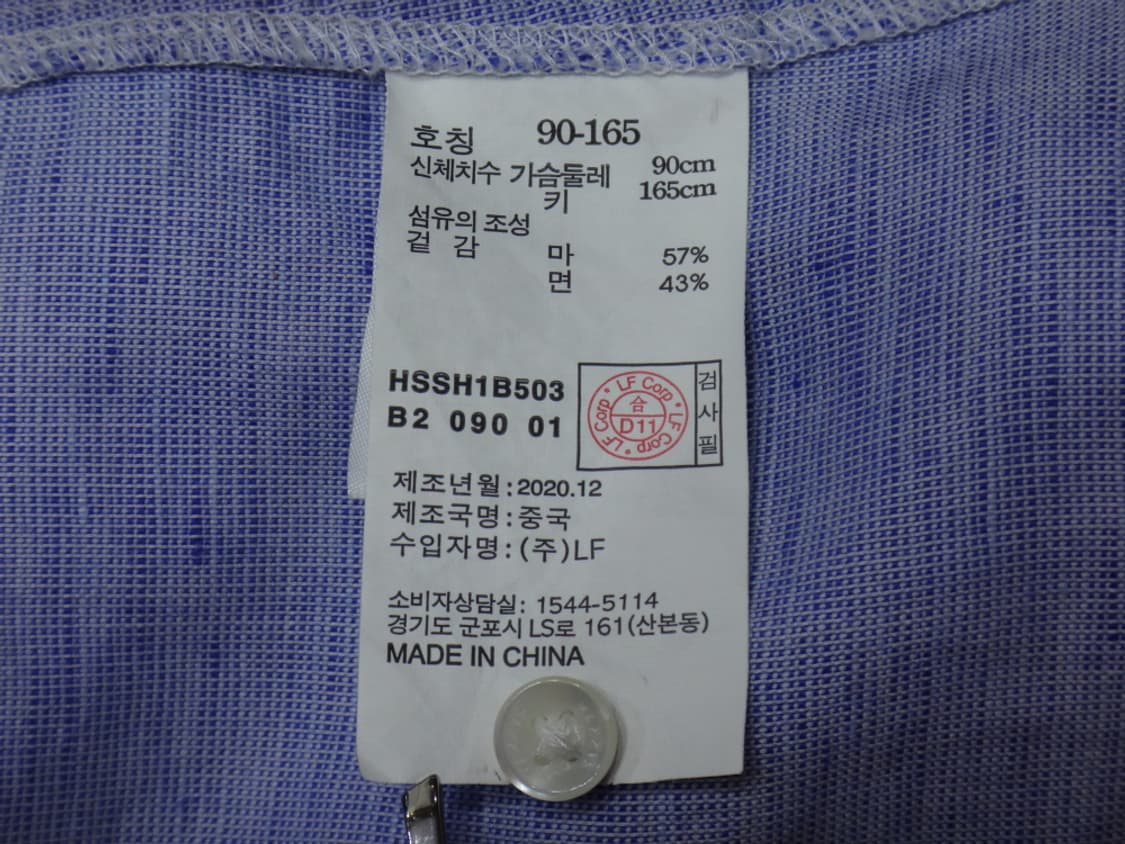 호칭 90-165
신체치수 가슴둘레 90cm
키 165cm
섬유의 조성
겉 감 마 57%
면 43%
HSSH1B503
B2 090 01
LF Corp * LF Corp * LF Corp *
合
D11
검사필
제조년월:2020.12
제조국명:중국
수입자명:(주)LF
소비자상담실: 1544-5114
경기도 군포시 LS로 161(산본동)
MADE IN CHINA